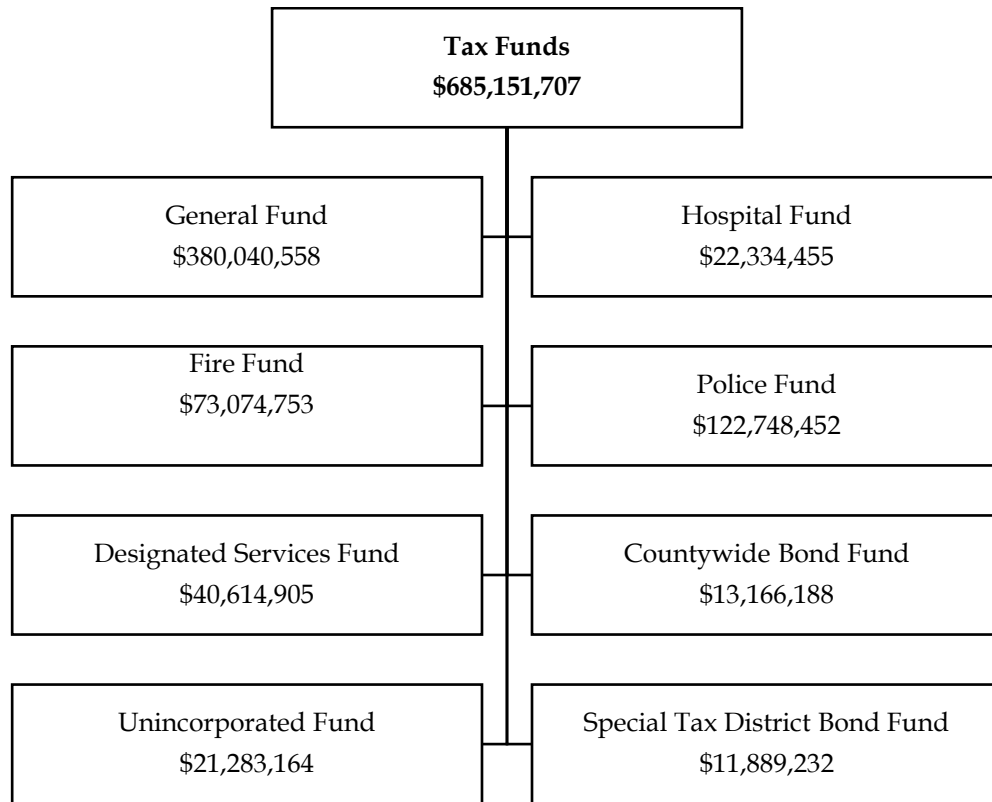 Tax Funds
$685,151,707
General Fund
$380,040,558
Hospital Fund
$22,334,455
Fire Fund
$73,074,753
Police Fund
$122,748,452
Designated Services Fund
$40,614,905
Countywide Bond Fund
$13,166,188
Unincorporated Fund
$21,283,164
Special Tax District Bond Fund
$11,889,232